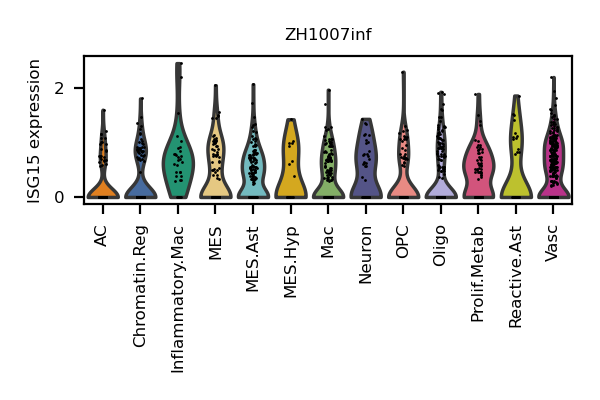 ZH1007inf
ISG15 expression
2
0
AC
Chromatin.Reg
Inflammatory.Mac
MES
MES.Ast
MES.Hyp
Mac
Neuron
OPC
Oligo
Prolif.Metab
Reactive.Ast
Vasc